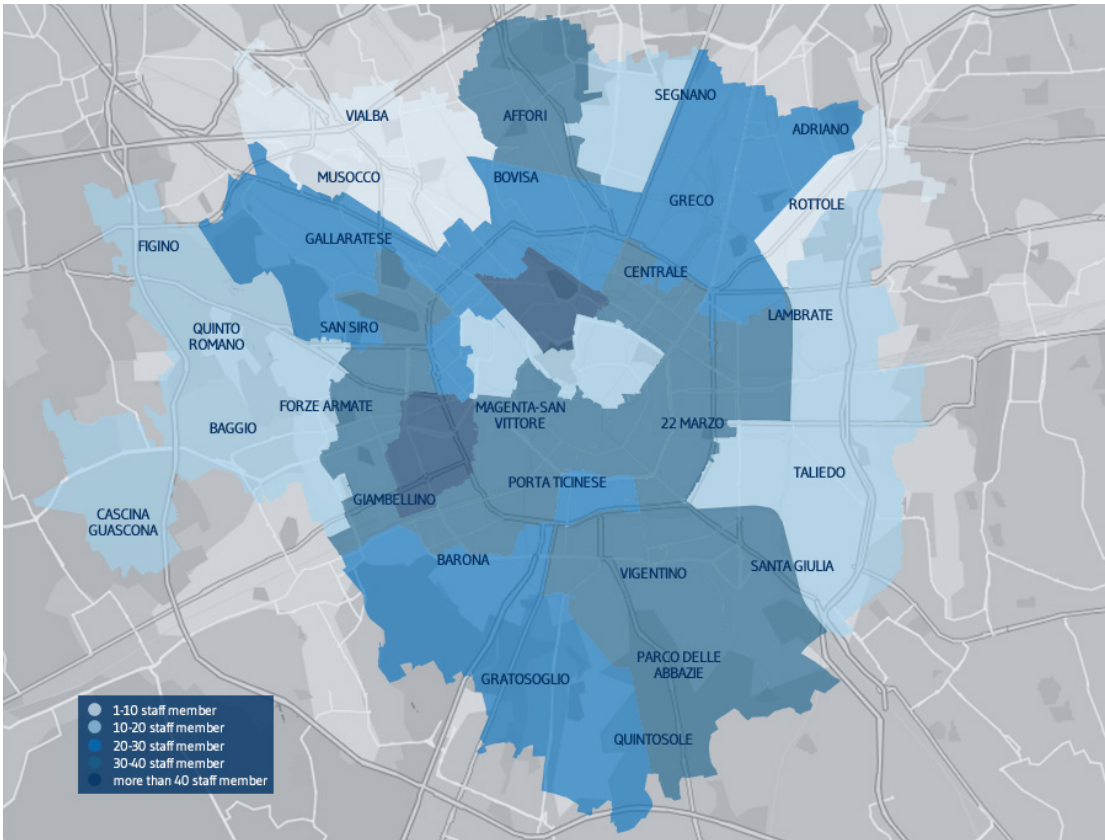 SEGNANO
VIALBA
AFFORI
ADRIANO
MUSOCCO
BOVISA
GRECO
ROTTOLE
FIGINO
GALLARATESE
CENTRALE
LAMBRATE
QUINTO
ROMANO
SAN SIRO
FORZE ARMATE
MAGENTA-SAN
VITTORE
22 MARZO
BAGGIO
TALIEDO
PORTA TICINESE
GIAMBELLINO
CASCINA
GUASCONA
BARONA
VIGENTINO
SANTA GIULIA
PARCO DELLE
ABBAZIE
GRATOSOGLIO
QUINTOSOLE
1-10 staff member
10-20 staff member
20-30 staff member
30-40 staff member
more than 40 staff member